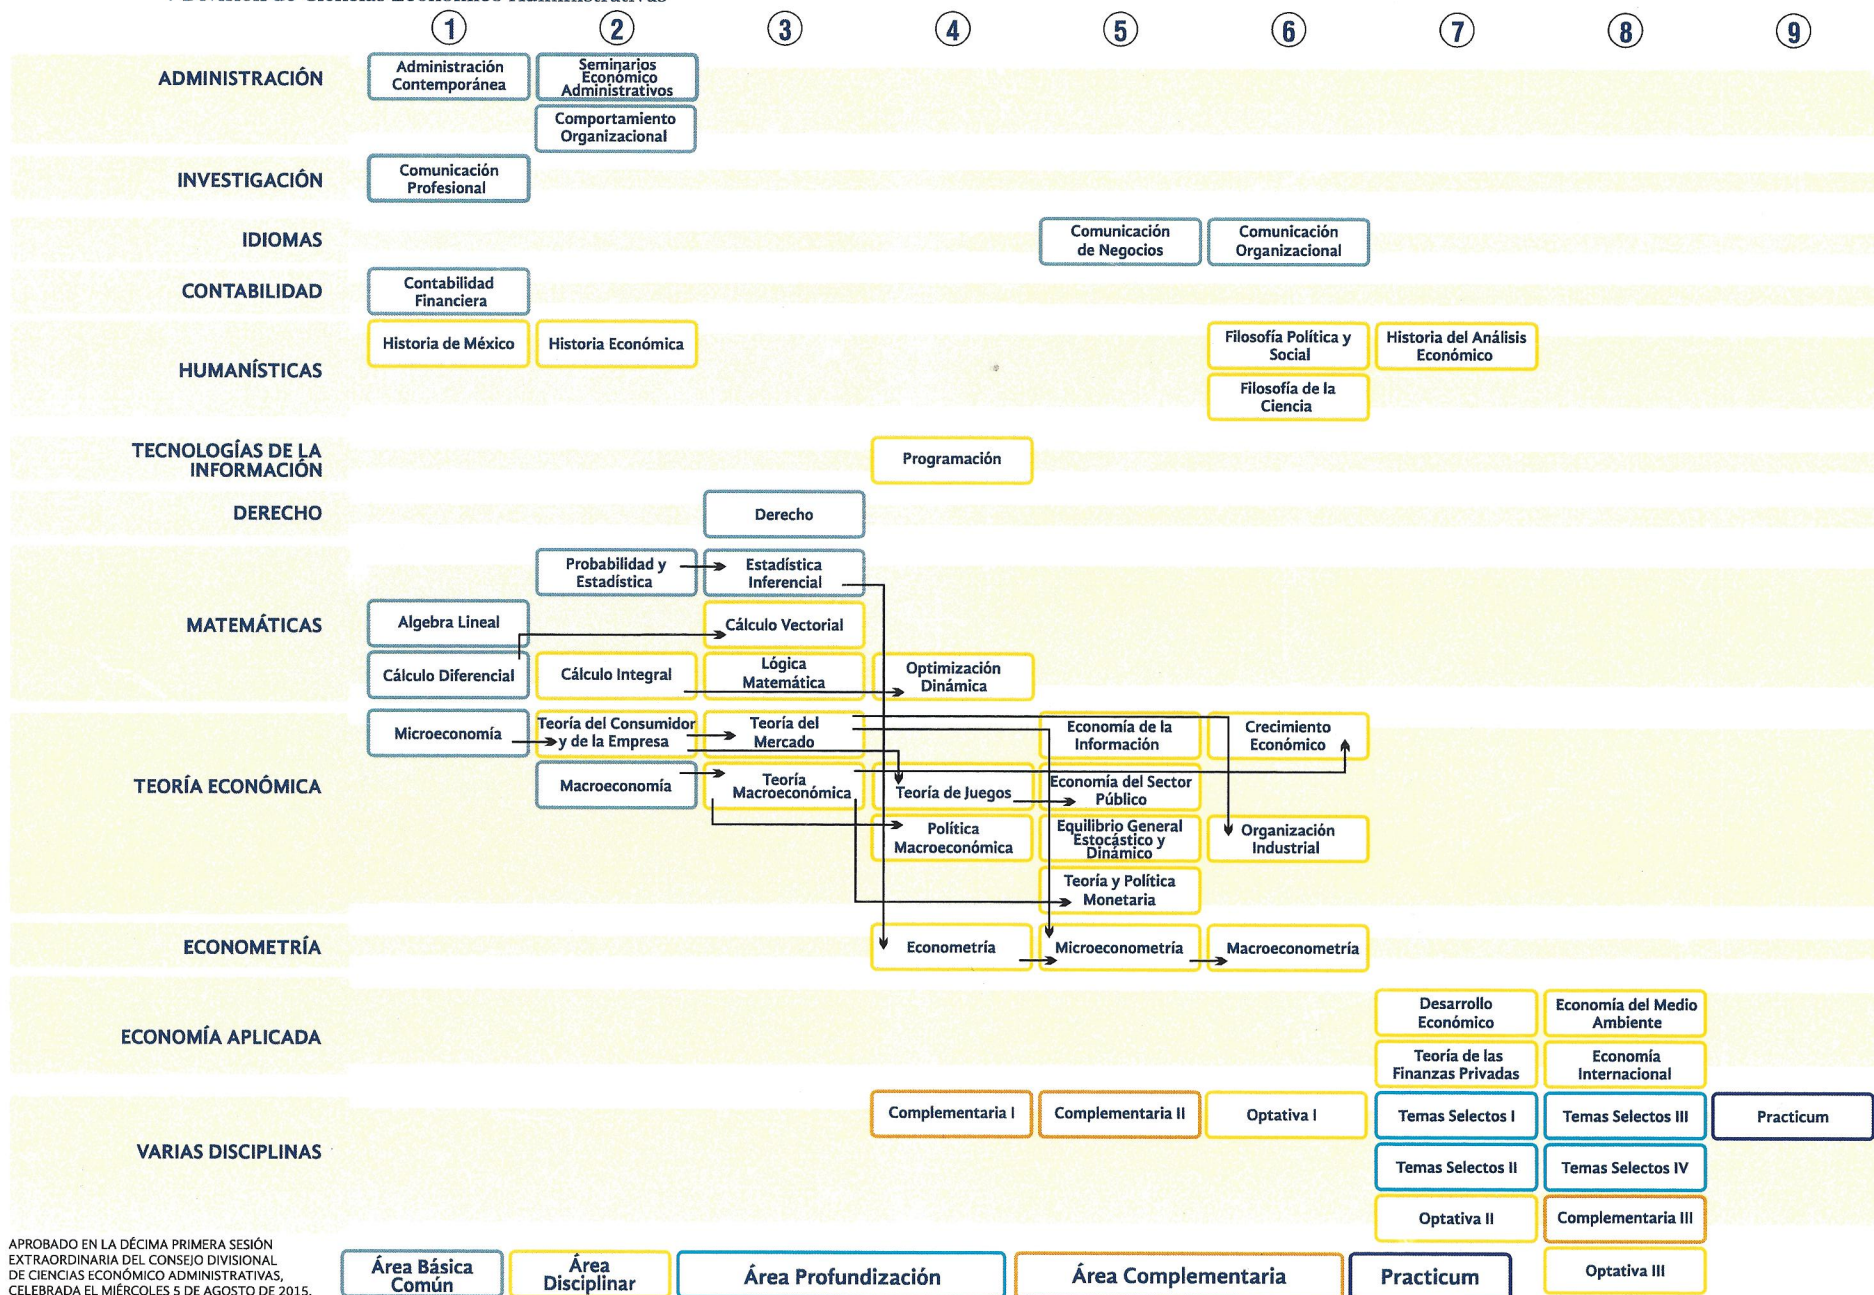 División de Ciencias Económico Administrativas
1 2 3 4 5 6 7 8 9
ADMINISTRACIÓN
Administración
Contemporánea
Seminarios
Económico
Administrativos
Comportamiento
Organizacional
INVESTIGACIÓN
Comunicación
Profesional
IDIOMAS
Comunicación
de Negocios
Comunicación
Organizacional
CONTABILIDAD
Contabilidad
Financiera
HUMANÍSTICAS
Historia de México
Historia Económica
Filosofía Política y
Social
Historia del Análisis
Económico
Filosofía de la
Ciencia
TECNOLOGÍAS DE LA
INFORMACIÓN
Programación
DERECHO
Derecho
MATEMÁTICAS
Probabilidad y
Estadística
Estadística
Inferencial
Algebra Lineal
Cálculo Vectorial
Cálculo Diferencial
Cálculo Integral
Lógica
Matemática
Optimización
Dinámica
TEORÍA ECONÓMICA
Microeconomía
Teoría del Consumidor
y de la Empresa
Teoría del
Mercado
Economía de la
Información
Crecimiento
Económico
Macroeconomía
Teoría
Macroeconómica
Teoría de Juegos
Economía del Sector
Público
Política
Macroeconómica
Equilibrio General
Estocástico y
Dinámico
Organización
Industrial
Teoría y Política
Monetaria
ECONOMETRÍA
Econometría
Microeconometría
Macroeconometría
ECONOMÍA APLICADA
Desarrollo
Económico
Economía del Medio
Ambiente
Teoría de las
Finanzas Privadas
Economía
Internacional
VARIAS DISCIPLINAS
Complementaria I
Complementaria II
Optativa I
Temas Selectos I
Temas Selectos III
Practicum
Temas Selectos II
Temas Selectos IV
Optativa II
Complementaria III
Optativa III
APROBADO EN LA DÉCIMA PRIMERA SESIÓN
EXTRAORDINARIA DEL CONSEJO DIVISIONAL
DE CIENCIAS ECONÓMICO ADMINISTRATIVAS,
CELEBRADA EL MIÉRCOLES 5 DE AGOSTO DE 2015.
Área Básica
Común
Área
Disciplinar
Área Profundización
Área Complementaria
Practicum